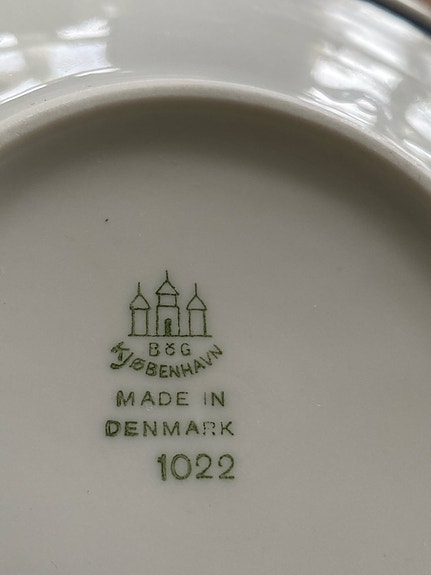 B&G
KJØBENHAVN
MADE IN
DENMARK
1022